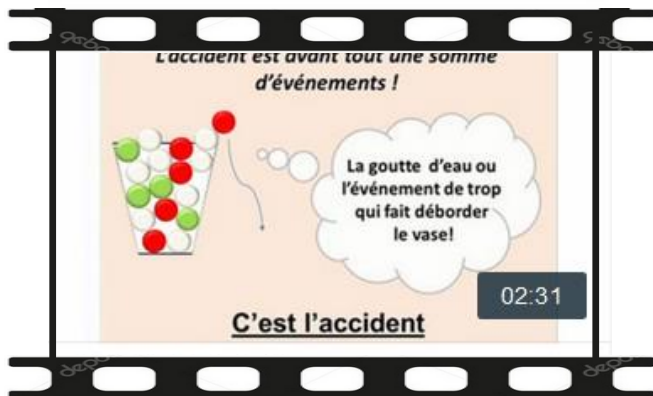 L'accident est avant tout une somme
d'événements !
La goutte d'eau ou
l'événement de trop
qui fait déborder
le vase!
02:31
C'est l'accident